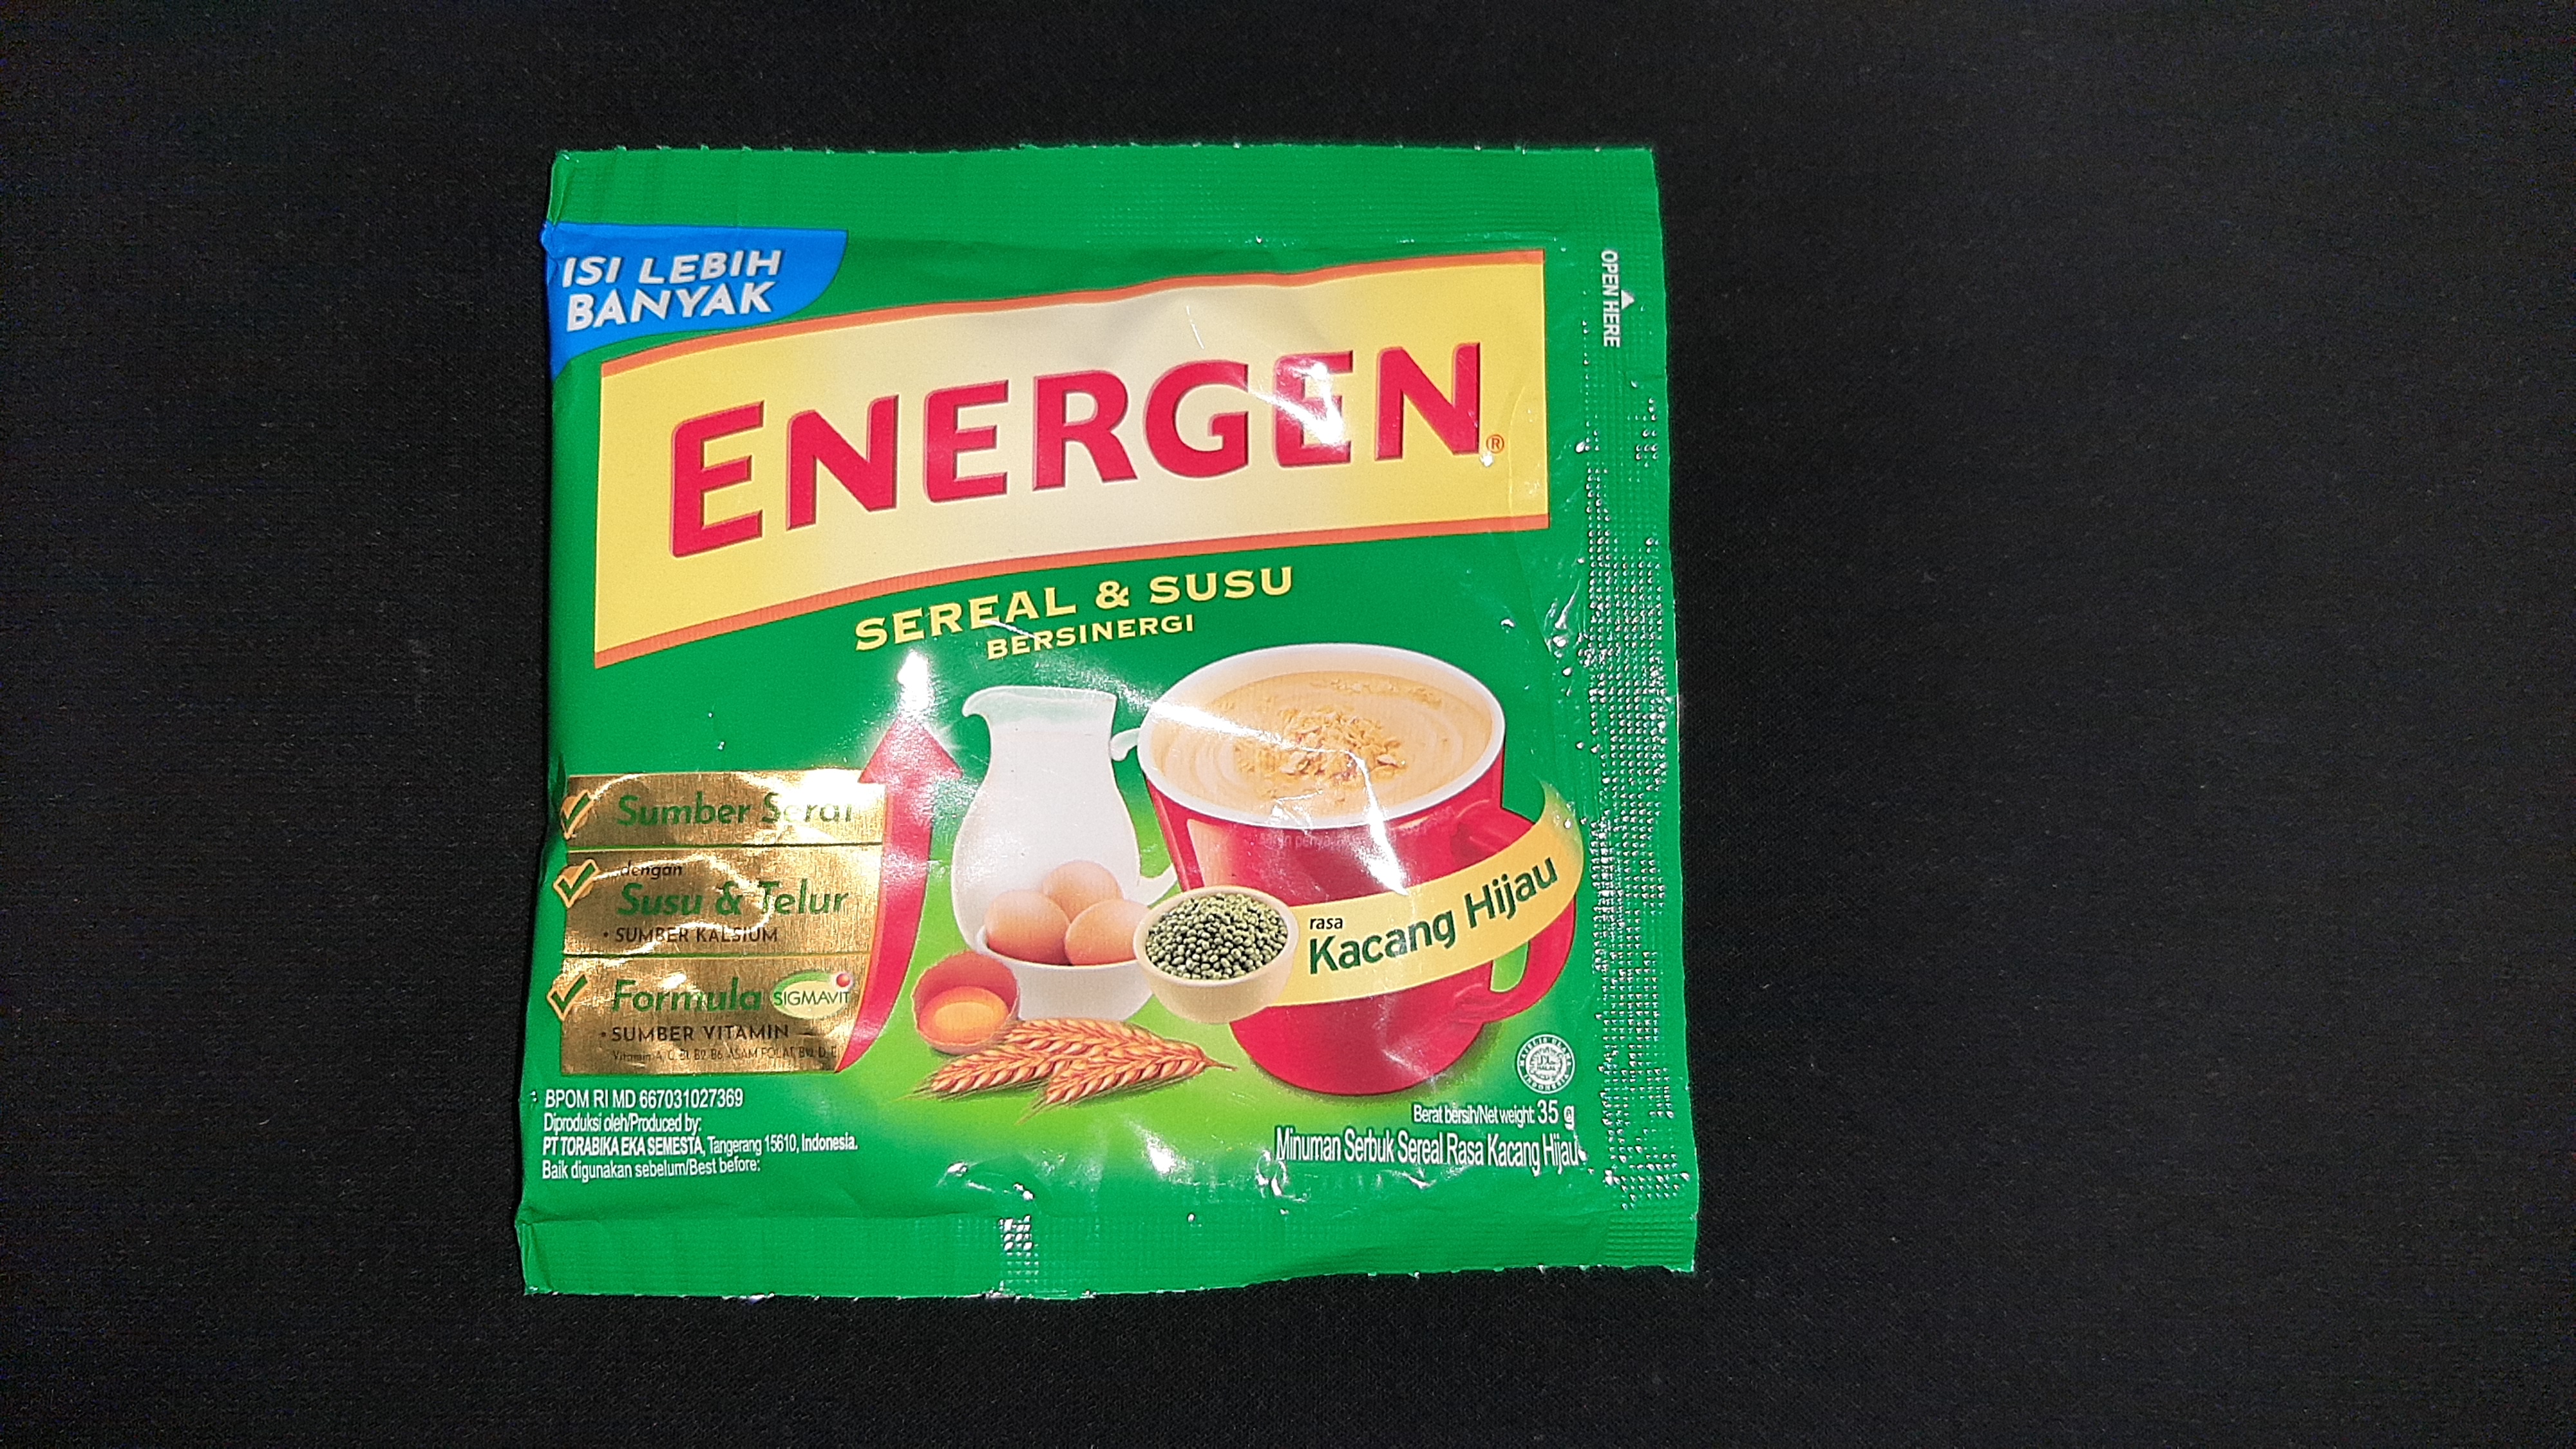 ISI LEBIH
BANYAK
ENERGEN®
SEREAL & SUSU
BERSINERGI
Sumber Serat
dengan
Susu & Telur
• SUMBER KALSIUM
Formula SIGMAVIT
• SUMBER VITAMIN
rasa
Kacang Hijau
BPOM RI MD 667031027369
Diproduksi oleh/Produced by:
PT TORABIKA EKA SEMESTA, Tangerang 15610, Indonesia.
Baik digunakan sebelum/Best before:
Berat bersih/Net weight: 35 g
Minuman Serbuk Sereal Rasa Kacang Hijau
OPEN HERE